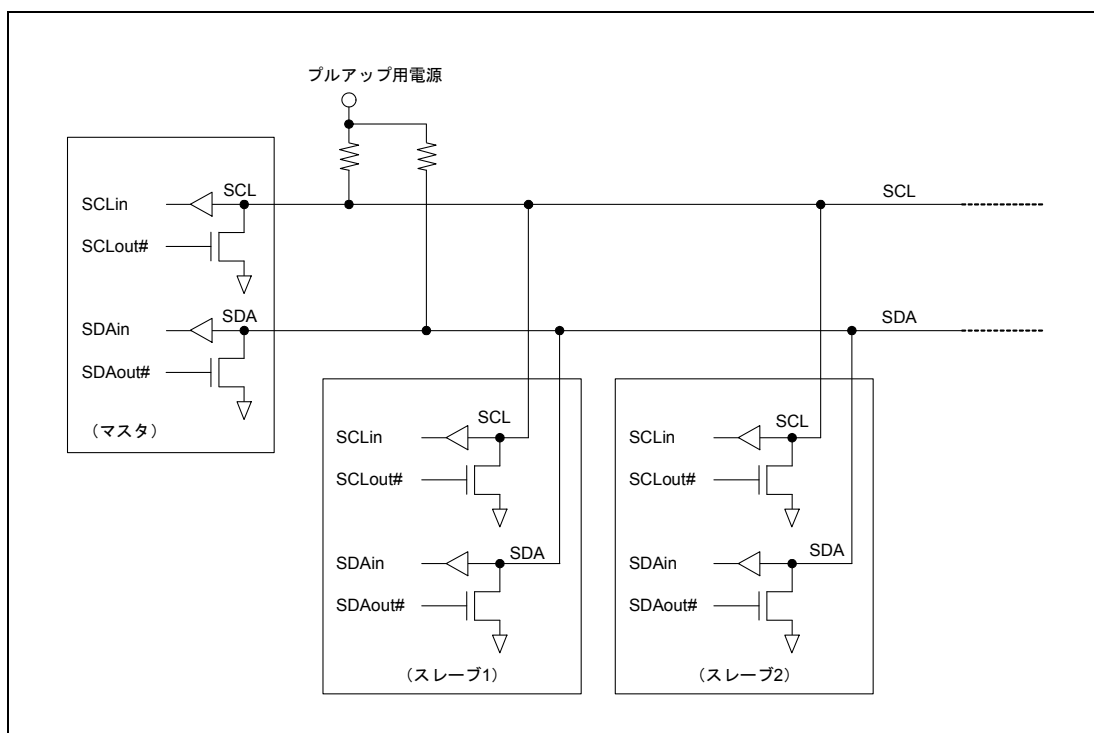 プルアップ用電源
SCL
SCL
SCLin
SCLout#
SDA
SDA
SDAin
SDAout#
（マスタ）
SCL
SCLin
SCLout#
SDA
SDAin
SDAout#
（スレーブ1）
SCL
SCLin
SCLout#
SDA
SDAin
SDAout#
（スレーブ2）